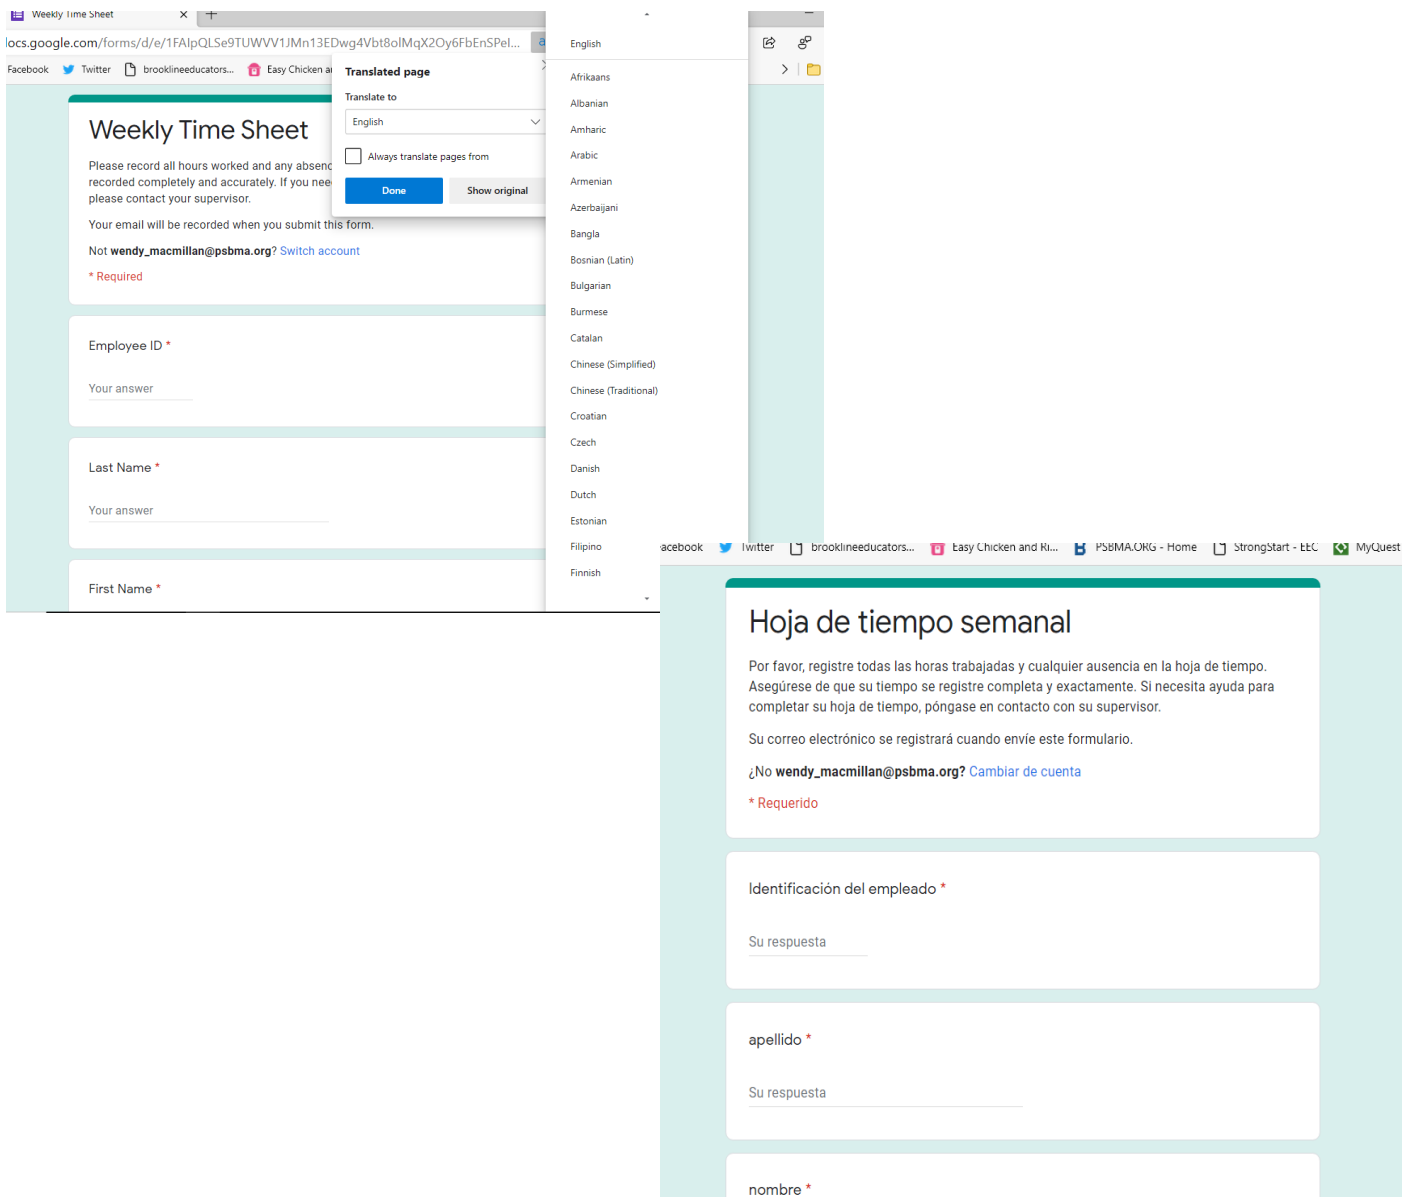 Weekly Time Sheet
docs.google.com/forms/d/e/1FAIpQLSe9TUWVV1JMn13EDwg4Vbt8olMqX2Oy6FbEnSPeI...
Facebook Twitter brooklineeducators... Easy Chicken
Translated page
Translate to
English
Always translate pages from
Done Show original
Weekly Time Sheet
Please record all hours worked and any absenc
recorded completely and accurately. If you nee
please contact your supervisor.
Your email will be recorded when you submit this form.
Not wendy_macmillan@psbma.org? Switch account
* Required
Employee ID *
Your answer
Last Name *
Your answer
First Name *
English
Afrikaans
Albanian
Amharic
Arabic
Armenian
Azerbaijani
Bangla
Bosnian (Latin)
Bulgarian
Burmese
Catalan
Chinese (Simplified)
Chinese (Traditional)
Croatian
Czech
Danish
Dutch
Estonian
Filipino
Finnish
acebook Twitter brooklineeducators... Easy Chicken and Ri... PSBMA.ORG - Home StrongStart - EEC MyQuest
Hoja de tiempo semanal
Por favor, registre todas las horas trabajadas y cualquier ausencia en la hoja de tiempo.
Asegúrese de que su tiempo se registre completa y exactamente. Si necesita ayuda para
completar su hoja de tiempo, póngase en contacto con su supervisor.
Su correo electrónico se registrará cuando envíe este formulario.
¿No wendy_macmillan@psbma.org? Cambiar de cuenta
* Requerido
Identificación del empleado *
Su respuesta
apellido *
Su respuesta
nombre *